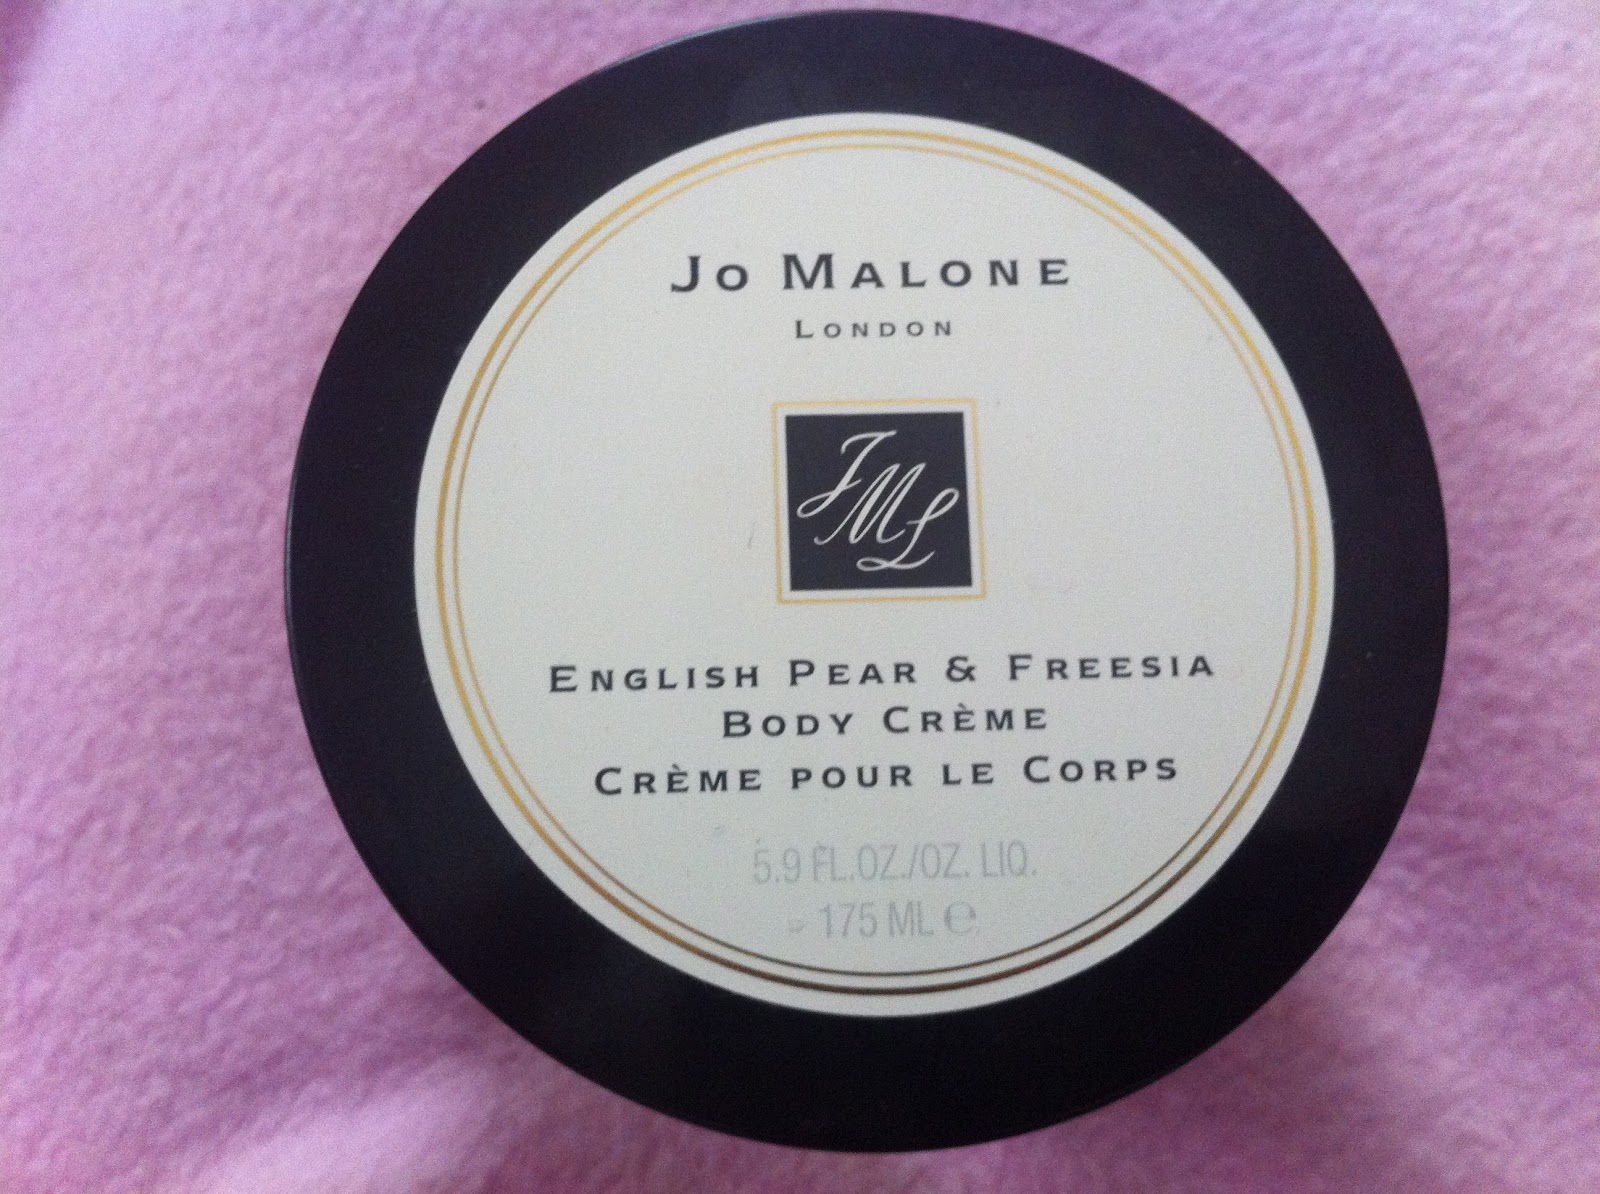 Jo Malone
London
JML
English Pear & Freesia
Body Crème
Crème pour le Corps
5.9 FL.OZ./OZ. LIQ.
175 ML ℮